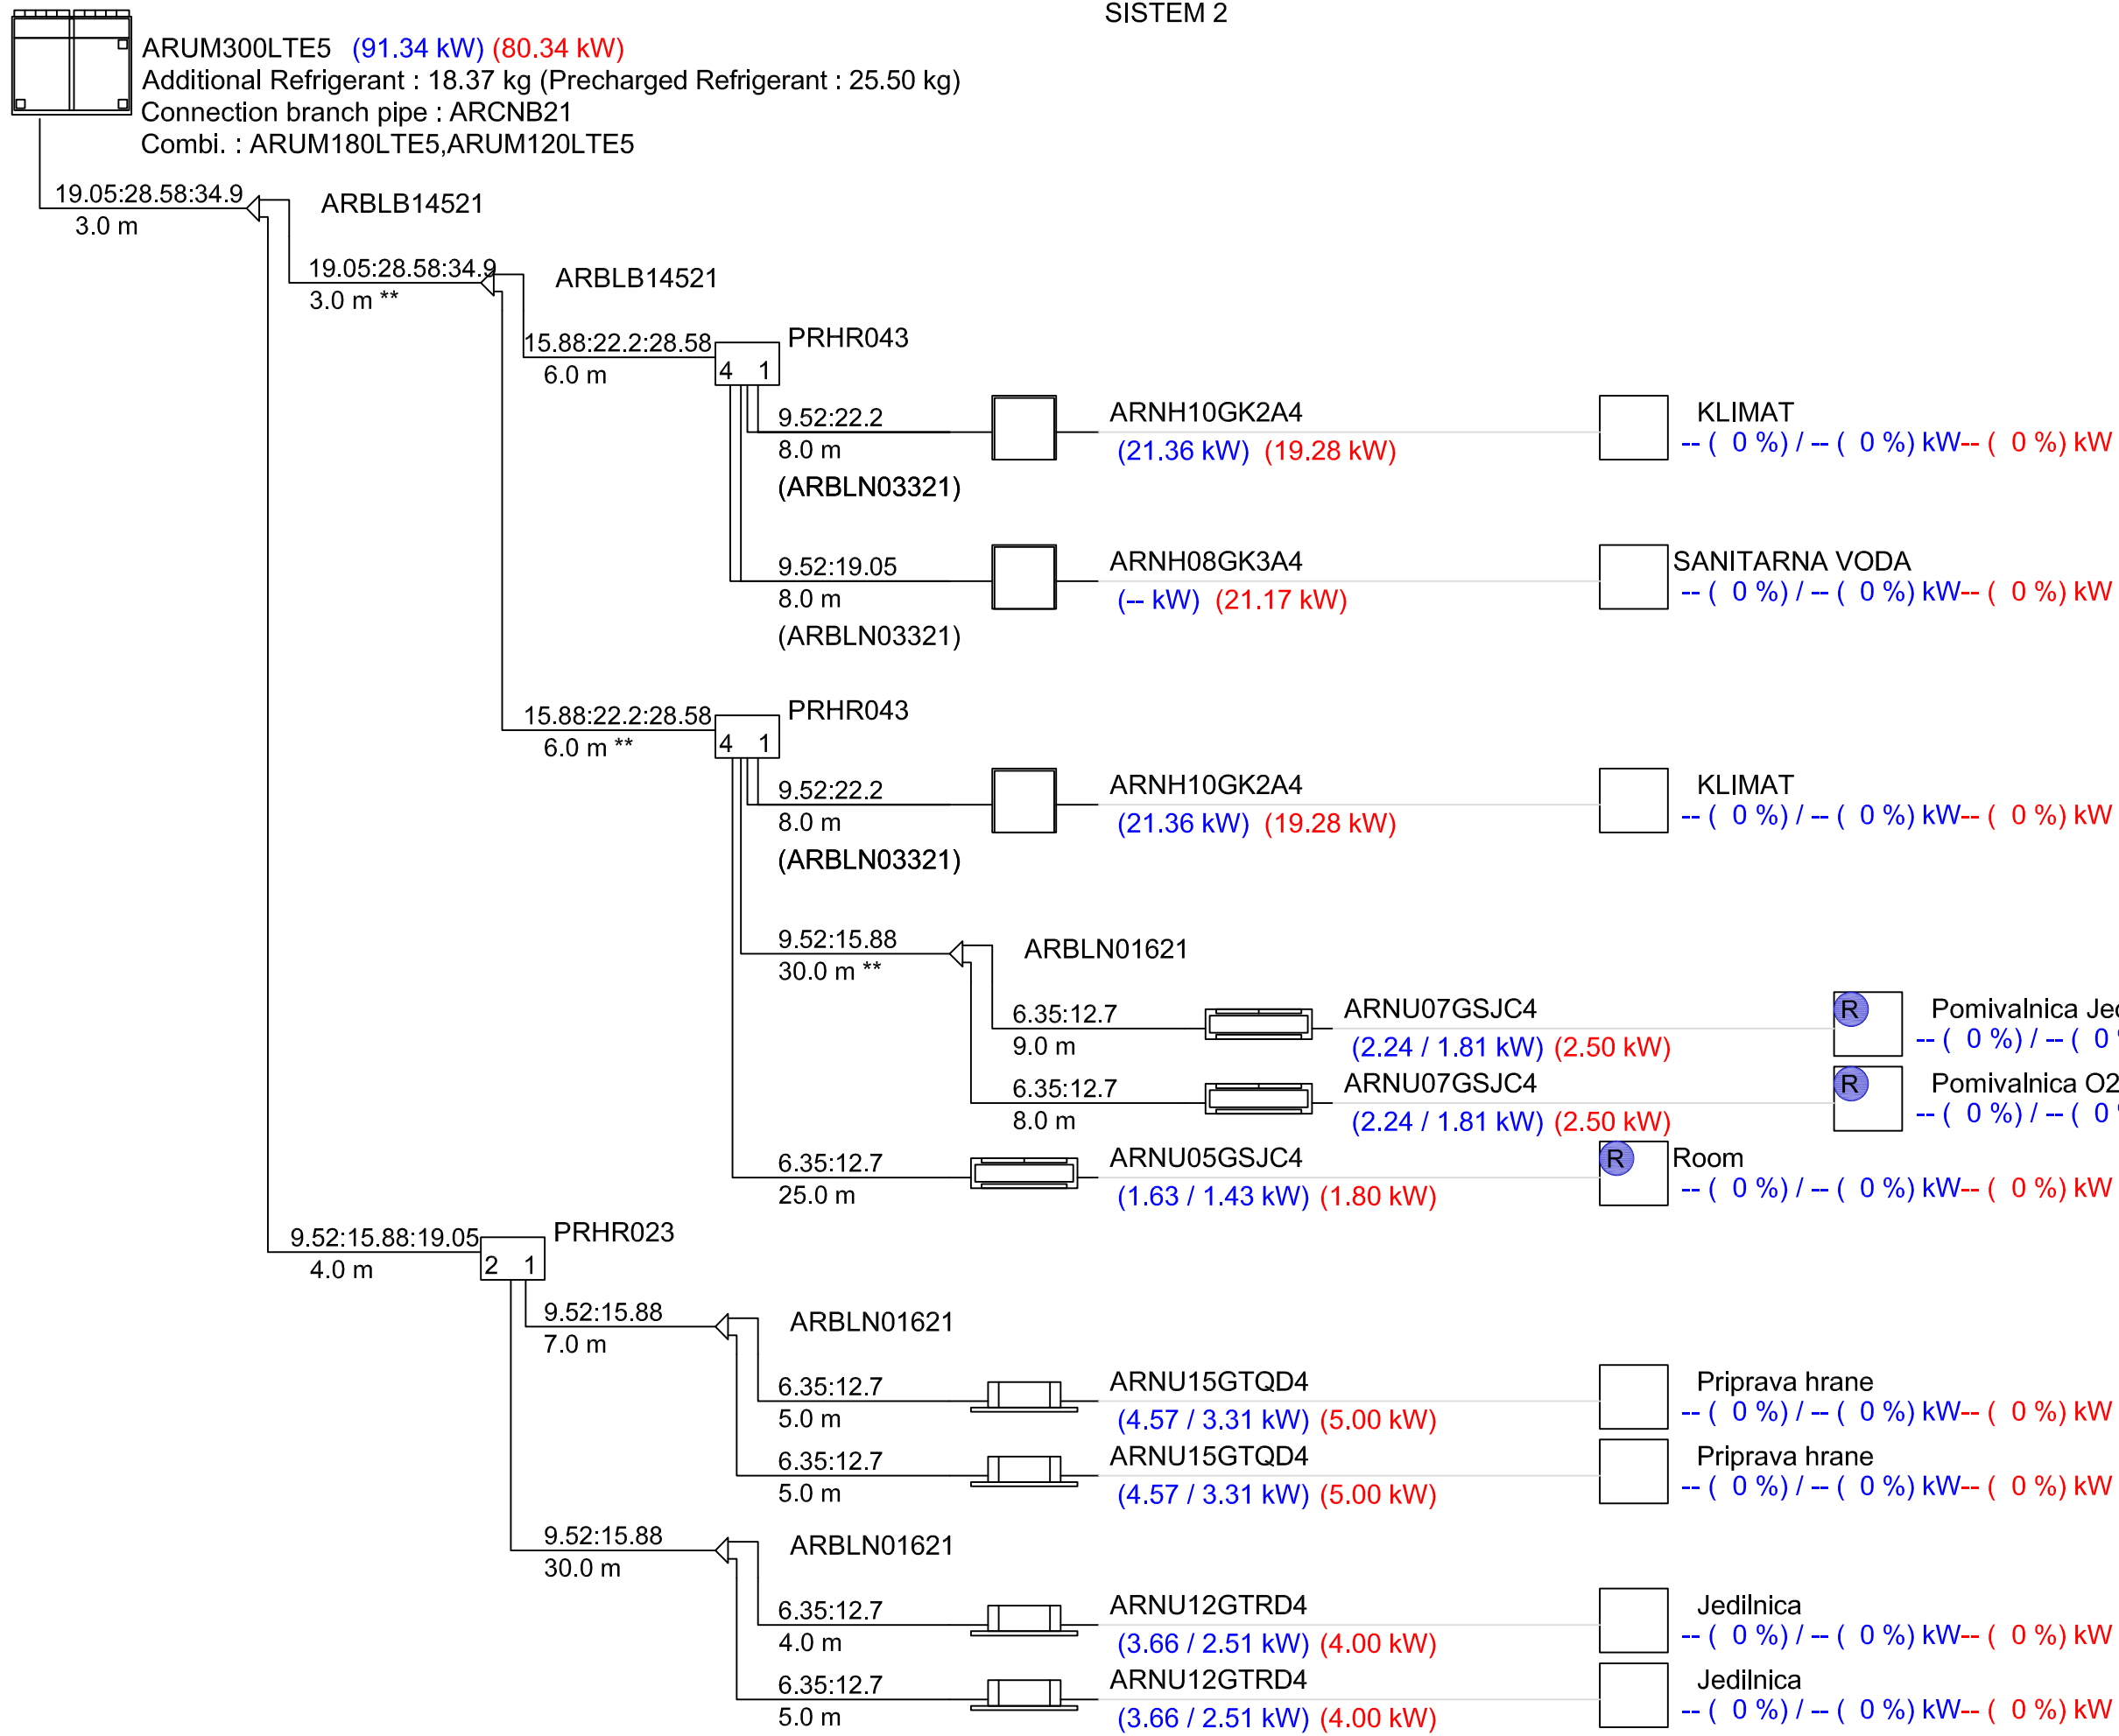 SISTEM 2
ARUM300LTE5 (91.34 kW) (80.34 kW)
Additional Refrigerant : 18.37 kg (Precharged Refrigerant : 25.50 kg)
Connection branch pipe : ARCNB21
Combi. : ARUM180LTE5,ARUM120LTE5
19.05:28.58:34.9
3.0 m
ARBLB14521
19.05:28.58:34.9
3.0 m **
ARBLB14521
15.88:22.2:28.58
6.0 m
PRHR043
4 1
9.52:22.2
8.0 m
(ARBLN03321)
ARNH10GK2A4
(21.36 kW) (19.28 kW)
KLIMAT
-- ( 0 %) / -- ( 0 %) kW-- ( 0 %) kW
9.52:19.05
8.0 m
(ARBLN03321)
ARNH08GK3A4
(-- kW) (21.17 kW)
SANITARNA VODA
-- ( 0 %) / -- ( 0 %) kW-- ( 0 %) kW
15.88:22.2:28.58
6.0 m **
PRHR043
4 1
9.52:22.2
8.0 m
(ARBLN03321)
ARNH10GK2A4
(21.36 kW) (19.28 kW)
KLIMAT
-- ( 0 %) / -- ( 0 %) kW-- ( 0 %) kW
9.52:15.88
30.0 m **
ARBLN01621
6.35:12.7
9.0 m
ARNU07GSJC4
(2.24 / 1.81 kW) (2.50 kW)
R
Pomivalnica
-- ( 0 %) / -- ( 0
6.35:12.7
8.0 m
ARNU07GSJC4
(2.24 / 1.81 kW) (2.50 kW)
R
Pomivalnica O2
-- ( 0 %) / -- ( 0
6.35:12.7
25.0 m
ARNU05GSJC4
(1.63 / 1.43 kW) (1.80 kW)
R
Room
-- ( 0 %) / -- ( 0 %) kW-- ( 0 %) kW
9.52:15.88:19.05
4.0 m
PRHR023
2 1
9.52:15.88
7.0 m
ARBLN01621
6.35:12.7
5.0 m
ARNU15GTQD4
(4.57 / 3.31 kW) (5.00 kW)
Priprava hrane
-- ( 0 %) / -- ( 0 %) kW-- ( 0 %) kW
6.35:12.7
5.0 m
ARNU15GTQD4
(4.57 / 3.31 kW) (5.00 kW)
Priprava hrane
-- ( 0 %) / -- ( 0 %) kW-- ( 0 %) kW
9.52:15.88
30.0 m
ARBLN01621
6.35:12.7
4.0 m
ARNU12GTRD4
(3.66 / 2.51 kW) (4.00 kW)
Jedilnica
-- ( 0 %) / -- ( 0 %) kW-- ( 0 %) kW
6.35:12.7
5.0 m
ARNU12GTRD4
(3.66 / 2.51 kW) (4.00 kW)
Jedilnica
-- ( 0 %) / -- ( 0 %) kW-- ( 0 %) kW